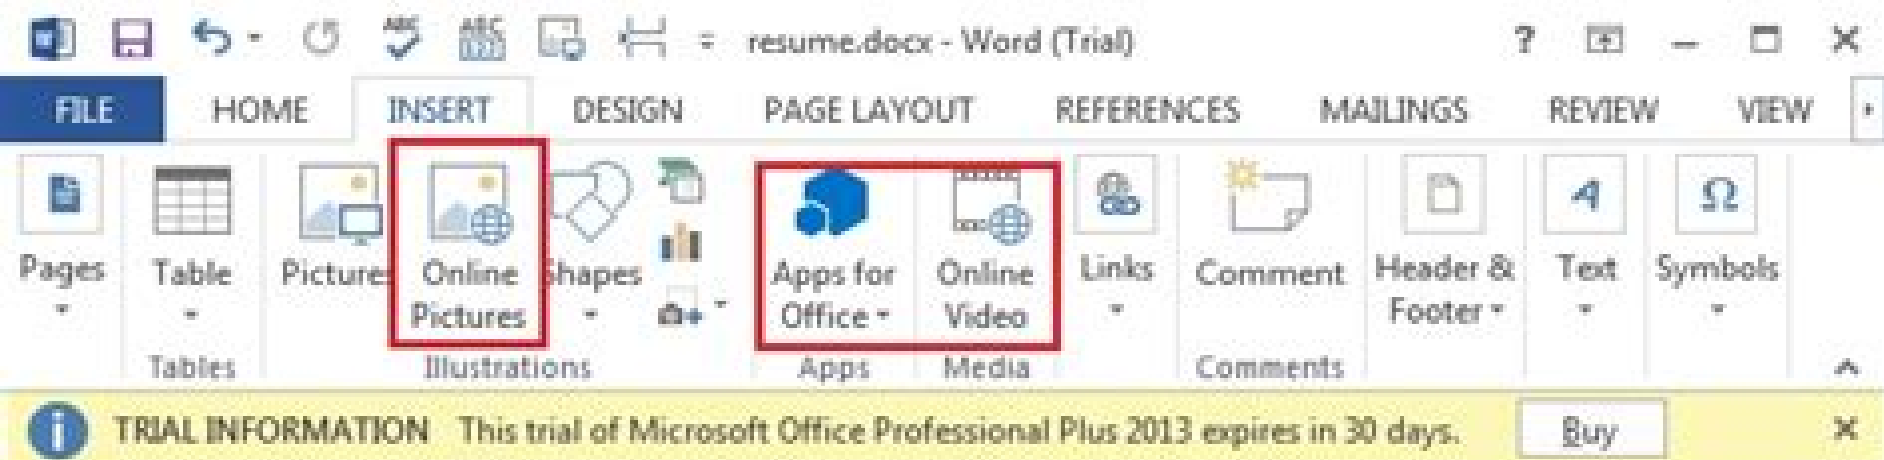 resume.docx - Word (Trial)
FILE HOME INSERT DESIGN PAGE LAYOUT REFERENCES MAILINGS REVIEW VIEW
Pages Table Picture Online Pictures Shapes Apps for Office Online Video Links Comment Header & Footer Text Symbols
Tables Illustrations Apps Media Comments
TRIAL INFORMATION This trial of Microsoft Office Professional Plus 2013 expires in 30 days. Buy